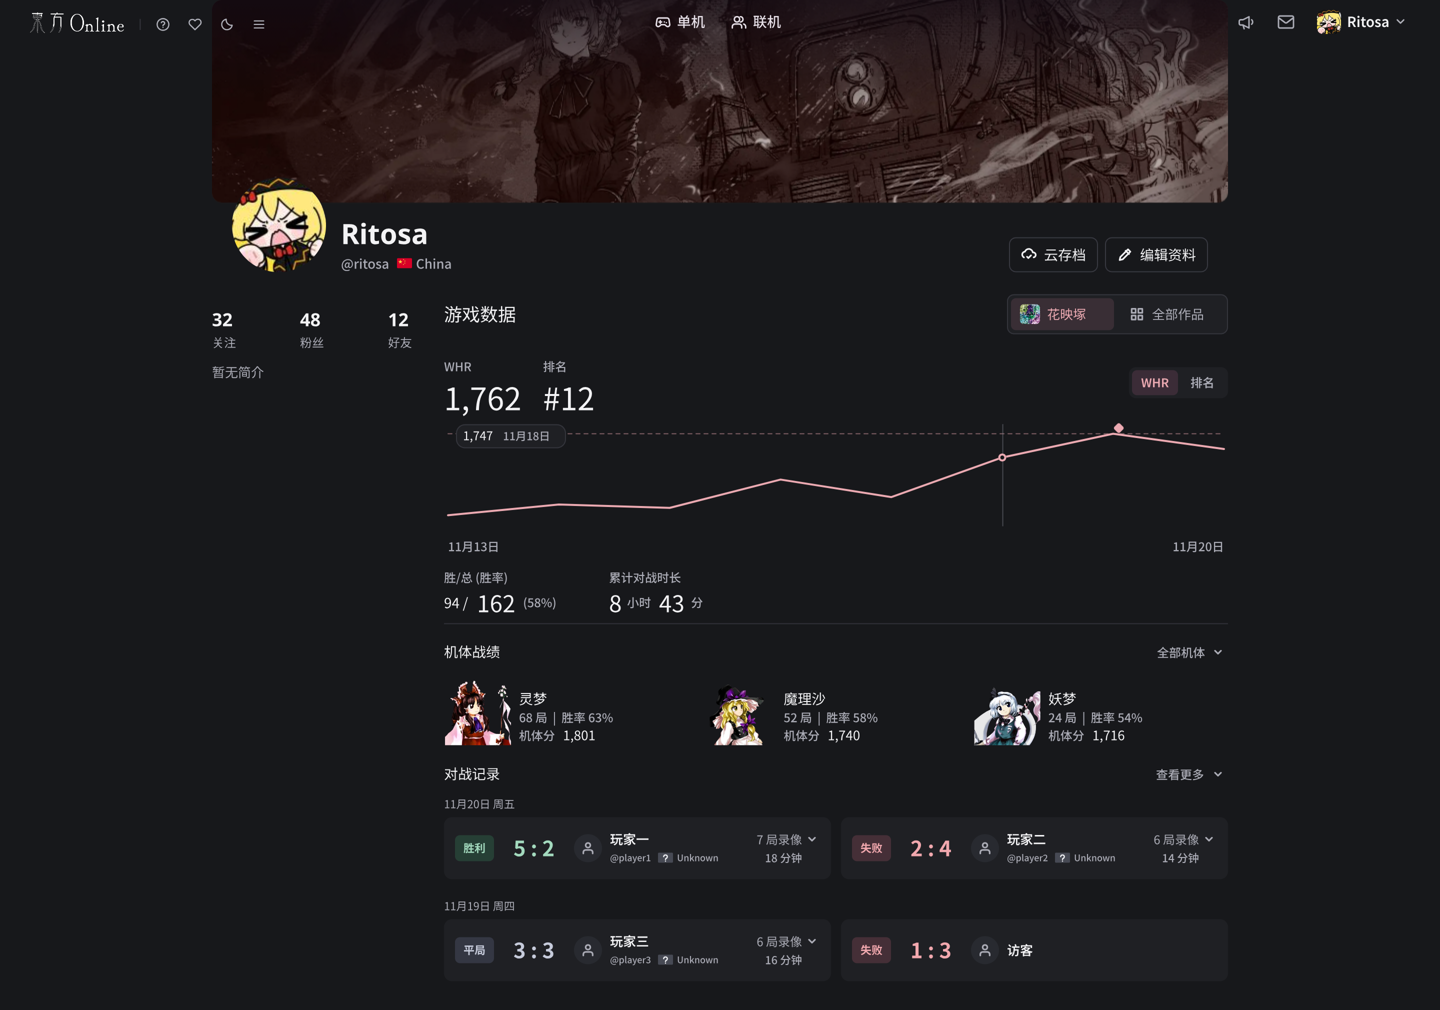 東方Online
单机
联机
Ritosa
Ritosa
@ritosa China
云存档
编辑资料
32
关注
48
粉丝
12
好友
暂无简介
游戏数据
花映塚
全部作品
WHR
1,762
排名
#12
WHR
排名
1,747 11月18日
11月13日
11月20日
胜/总 (胜率)
94 / 162 (58%)
累计对战时长
8 小时 43 分
机体战绩
全部机体
灵梦
68 局 | 胜率 63%
机体分 1,801
魔理沙
52 局 | 胜率 58%
机体分 1,740
妖梦
24 局 | 胜率 54%
机体分 1,716
对战记录
查看更多
11月20日 周五
胜利
5 : 2
玩家一
@player1 ? Unknown
7 局录像
18 分钟
失败
2 : 4
玩家二
@player2 ? Unknown
6 局录像
14 分钟
11月19日 周四
平局
3 : 3
玩家三
@player3 ? Unknown
6 局录像
16 分钟
失败
1 : 3
访客